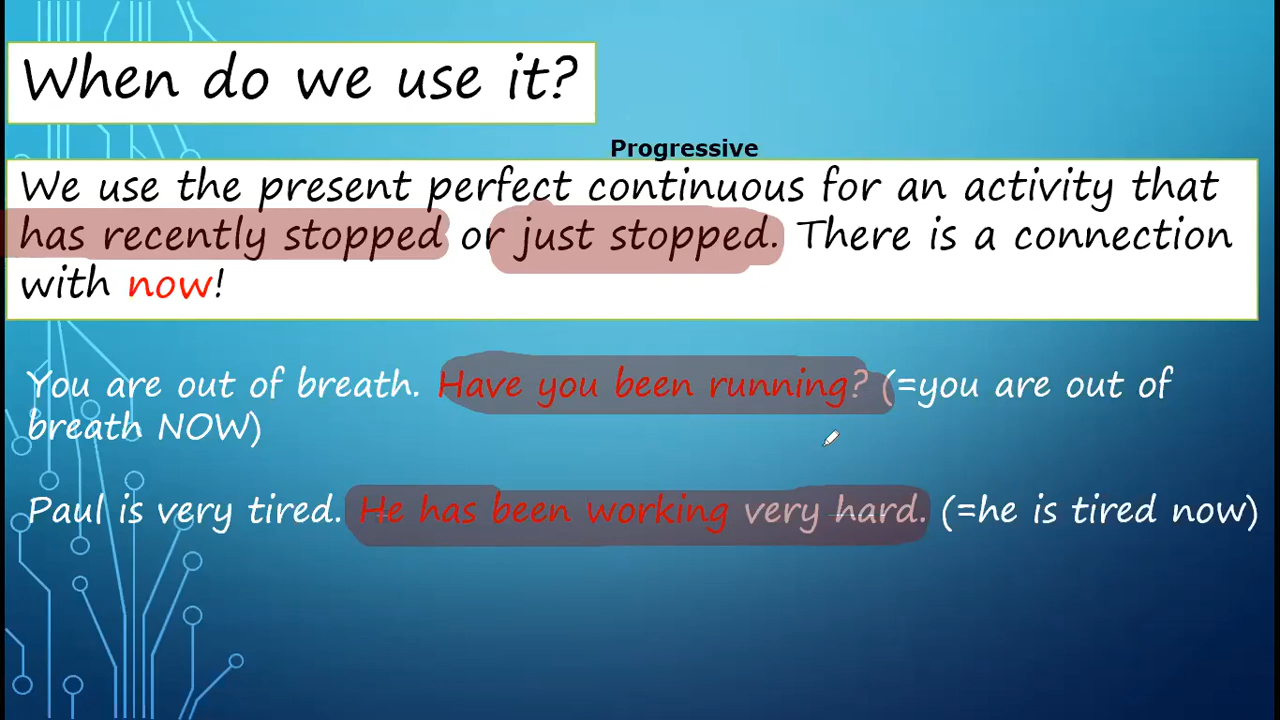 When do we use it?
Progressive
We use the present perfect continuous for an activity that
has recently stopped or just stopped. There is a connection
with now!
You are out of breath. Have you been running? (=you are out of
breath NOW)
Paul is very tired. He has been working very hard. (=he is tired now)